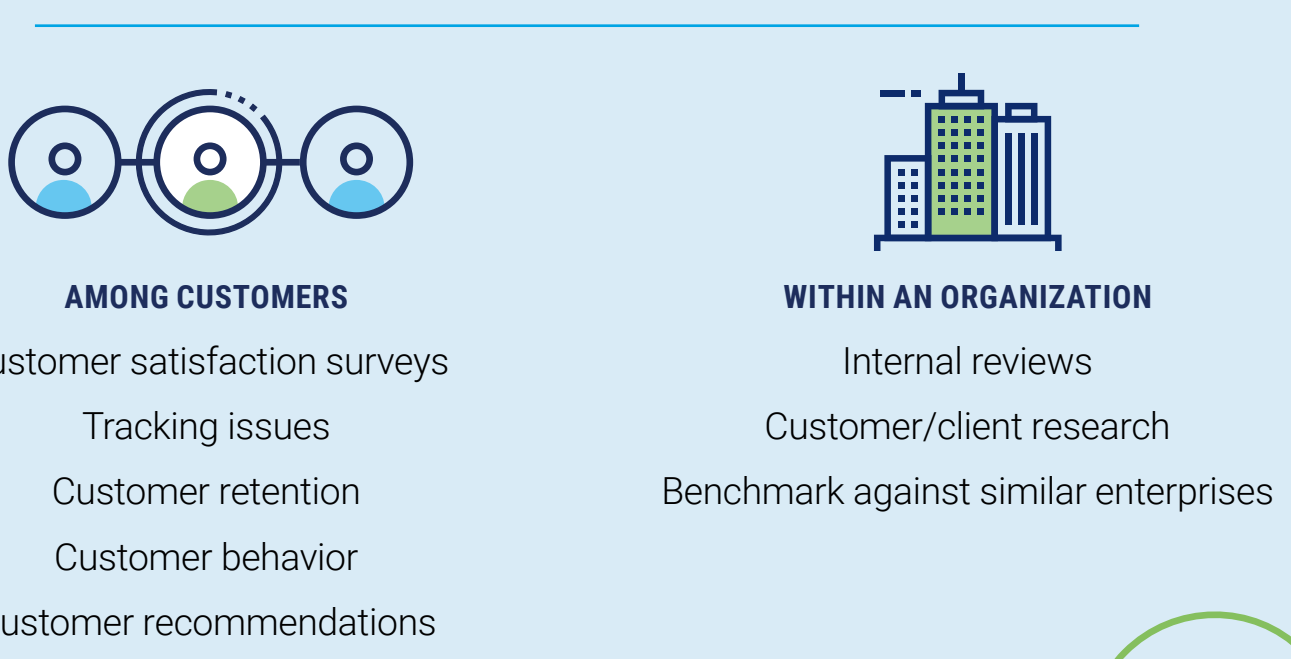 AMONG CUSTOMERS
ustomer satisfaction surveys
Tracking issues
Customer retention
Customer behavior
ustomer recommendations
WITHIN AN ORGANIZATION
Internal reviews
Customer/client research
Benchmark against similar enterprises